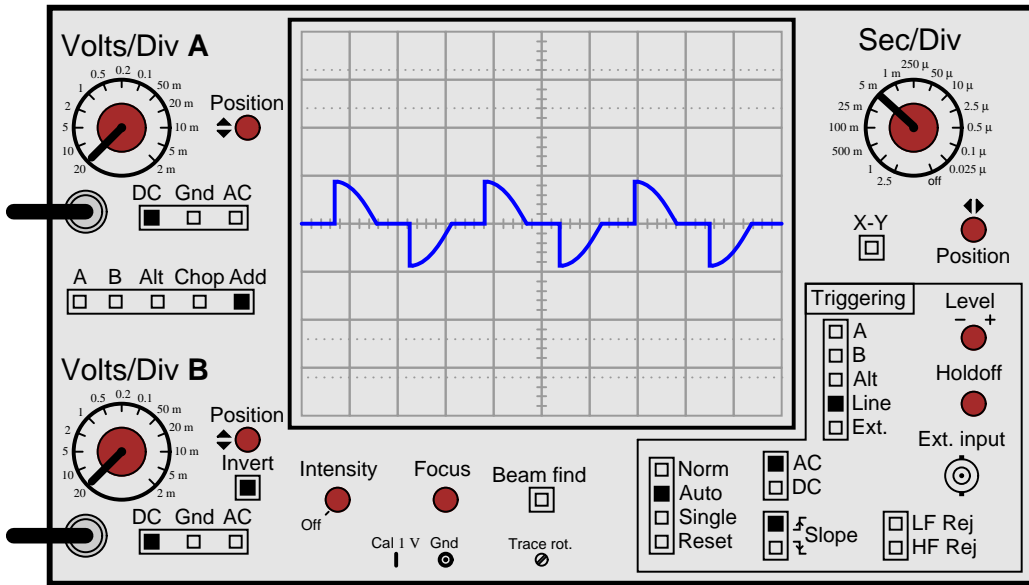 Volts/Div A
0.5 0.2 0.1
1 50 m
2 20 m
5 10 m
10 5 m
20 2 m
Position
DC Gnd AC
A B Alt Chop Add
Volts/Div B
0.5 0.2 0.1
1 50 m
2 20 m
5 10 m
10 5 m
20 2 m
Position
Invert
DC Gnd AC
Intensity
Off
Focus
Beam find
Cal 1 V Gnd
Trace rot.
Sec/Div
250 µ
1 m 50 µ
5 m 10 µ
25 m 2.5 µ
100 m 0.5 µ
500 m 0.1 µ
1 0.025 µ
2.5 off
X-Y
Position
Triggering
A
B
Alt
Line
Ext.
Level
− +
Holdoff
Ext. input
Norm
Auto
Single
Reset
AC
DC
Slope
LF Rej
HF Rej